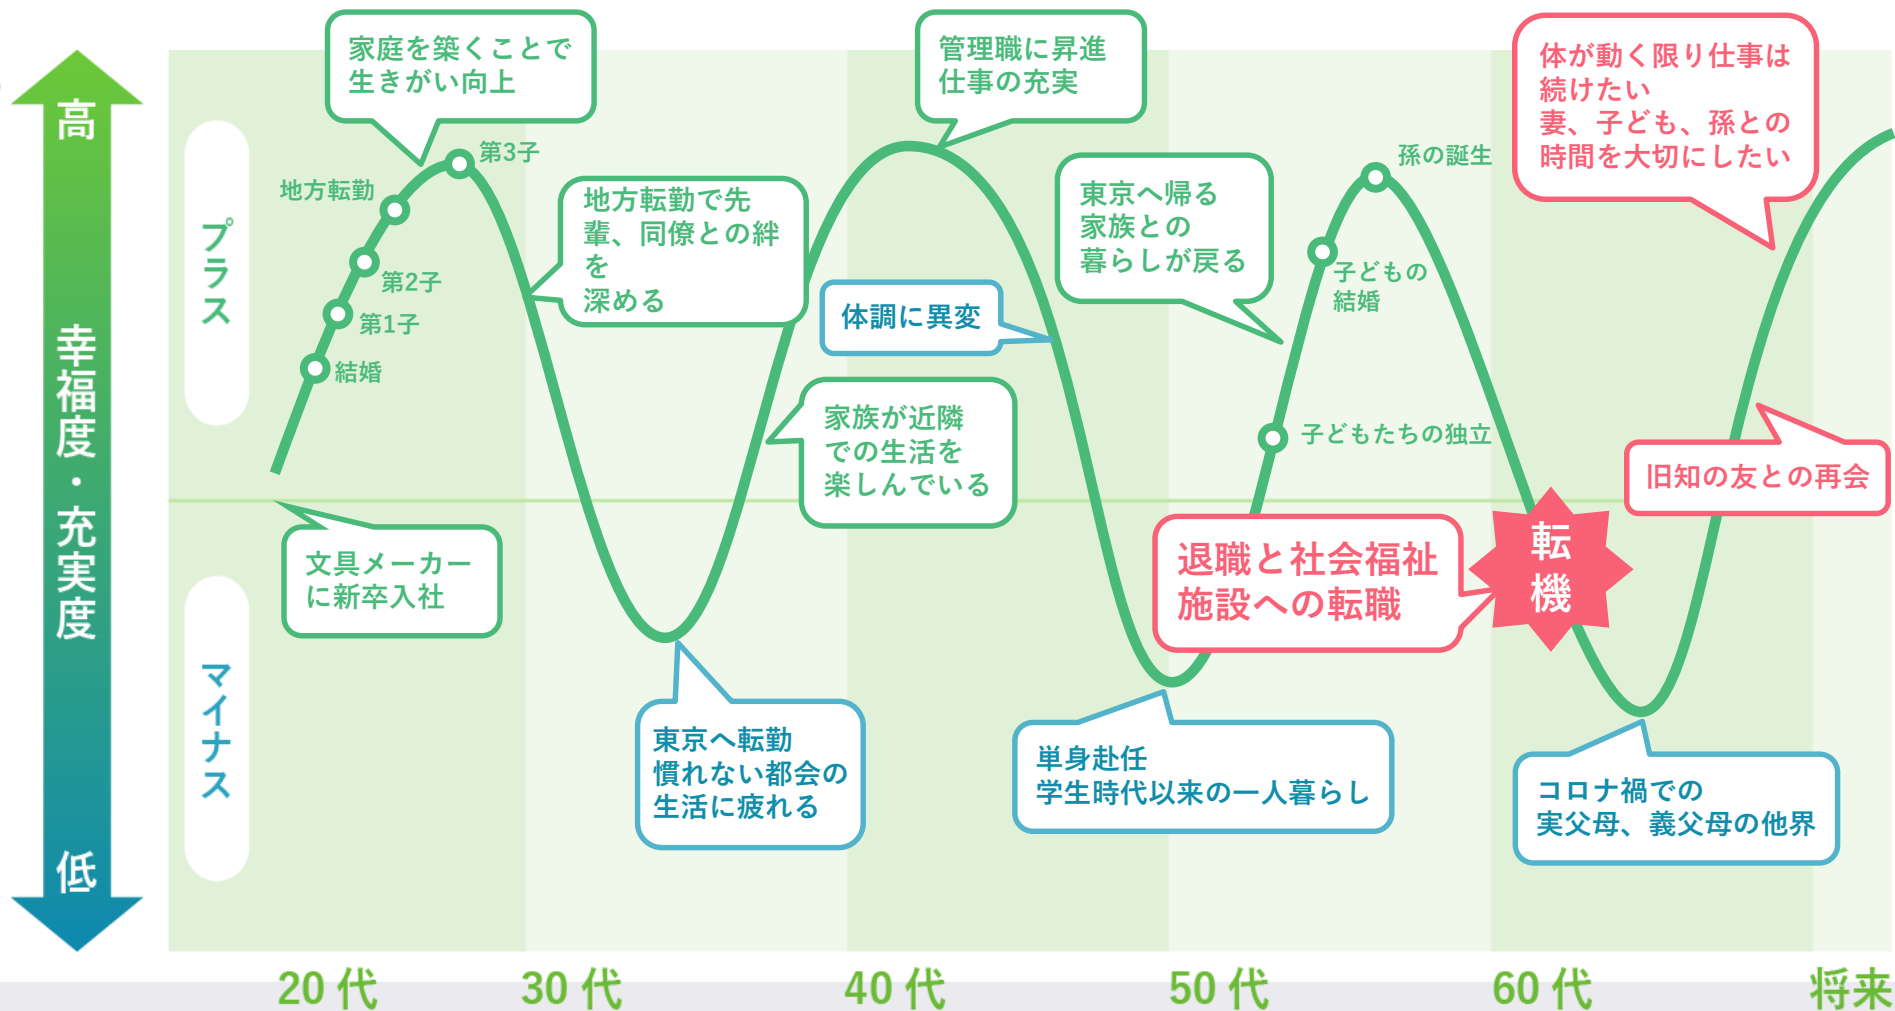 高
幸福度・充実度
低
プラス
マイナス
家庭を築くことで
生きがい向上
第3子
地方転勤
第2子
第1子
結婚
文具メーカー
に新卒入社
地方転勤で先
輩、同僚との絆
を
深める
東京へ転勤
慣れない都会の
生活に疲れる
家族が近隣
での生活を
楽しんでいる
管理職に昇進
仕事の充実
体調に異変
単身赴任
学生時代以来の一人暮らし
東京へ帰る
家族との
暮らしが戻る
孫の誕生
子どもの
結婚
子どもたちの独立
退職と社会福祉
施設への転職
転
機
コロナ禍での
実父母、義父母の他界
旧知の友との再会
体が動く限り仕事は
続けたい
妻、子ども、孫との
時間を大切にしたい
20代
30代
40代
50代
60代
将来